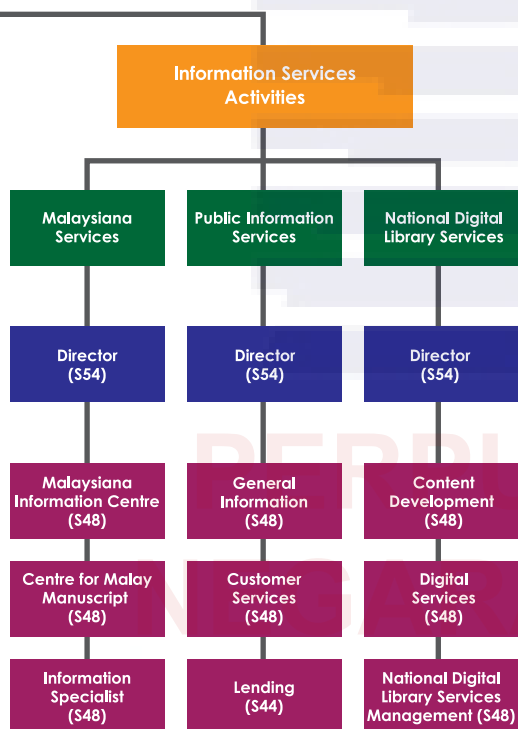 Information Services
Activities
Malaysiana
Services
Public Information
Services
National Digital
Library Services
Director
(S54)
Director
(S54)
Director
(S54)
Malaysiana
Information Centre
(S48)
General
Information
(S48)
Content
Development
(S48)
Centre for Malay
Manuscript
(S48)
Customer
Services
(S48)
Digital
Services
(S48)
Information
Specialist
(S48)
Lending
(S44)
National Digital
Library Services
Management (S48)
NEGARA